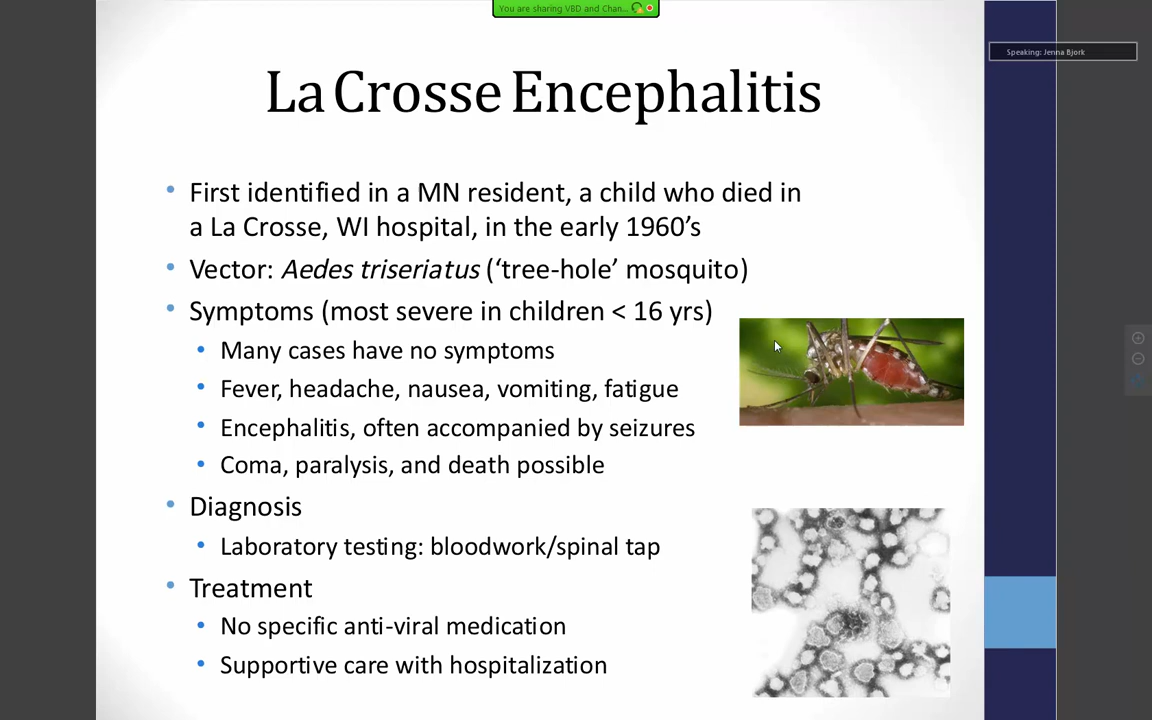 You are sharing VBD and Chan...
Speaking: Jenna Bjork
La Crosse Encephalitis
• First identified in a MN resident, a child who died in
a La Crosse, WI hospital, in the early 1960’s
• Vector: Aedes triseriatus (‘tree-hole’ mosquito)
• Symptoms (most severe in children < 16 yrs)
• Many cases have no symptoms
• Fever, headache, nausea, vomiting, fatigue
• Encephalitis, often accompanied by seizures
• Coma, paralysis, and death possible
• Diagnosis
• Laboratory testing: bloodwork/spinal tap
• Treatment
• No specific anti-viral medication
• Supportive care with hospitalization